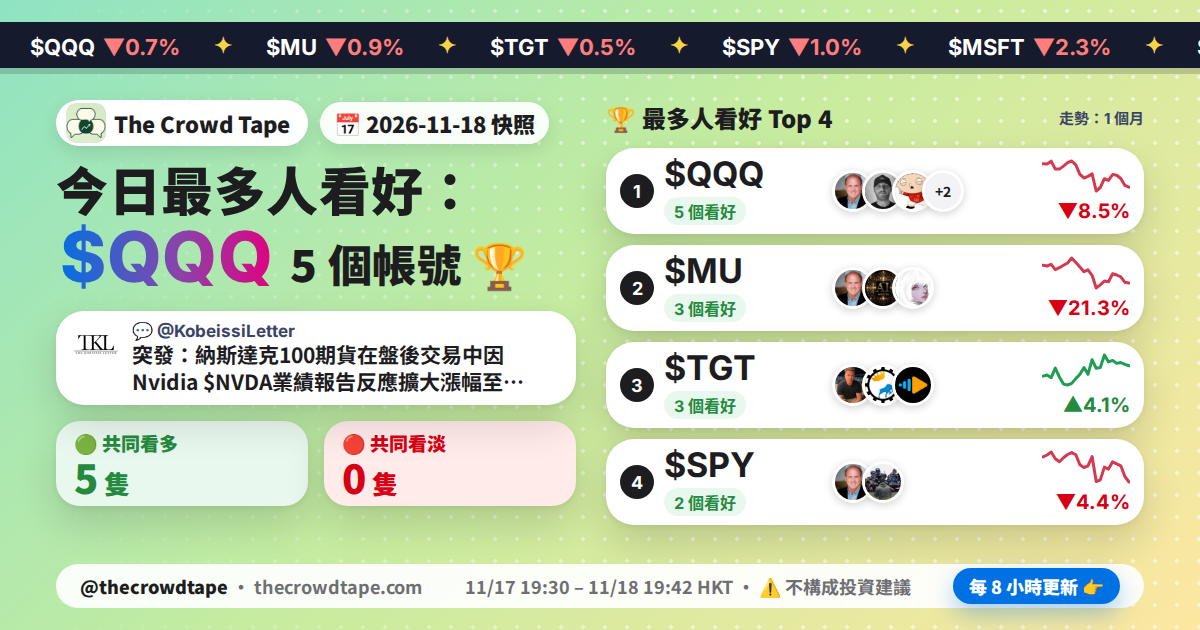 $QQQ ▼0.7% ✦ $MU ▼0.9% ✦ $TGT ▼0.5% ✦ $SPY ▼1.0% ✦ $MSFT ▼2.3% ✦
The Crowd Tape
📅 2026-11-18 快照
今日最多人看好：
$QQQ 5 個帳號 🏆
TKL
💬 @KobeissiLetter
突發：納斯達克100期貨在盤後交易中因
Nvidia $NVDA業績報告反應擴大漲幅至…
🟢 共同看多
5 隻
🔴 共同看淡
0 隻
🏆 最多人看好 Top 4
走勢：1個月
1
$QQQ
5 個看好
+2
▼8.5%
2
$MU
3 個看好
▼21.3%
3
$TGT
3 個看好
▲4.1%
4
$SPY
2 個看好
▼4.4%
@thecrowdtape • thecrowdtape.com
11/17 19:30 – 11/18 19:42 HKT • ⚠️ 不構成投資建議
每 8 小時更新 👉